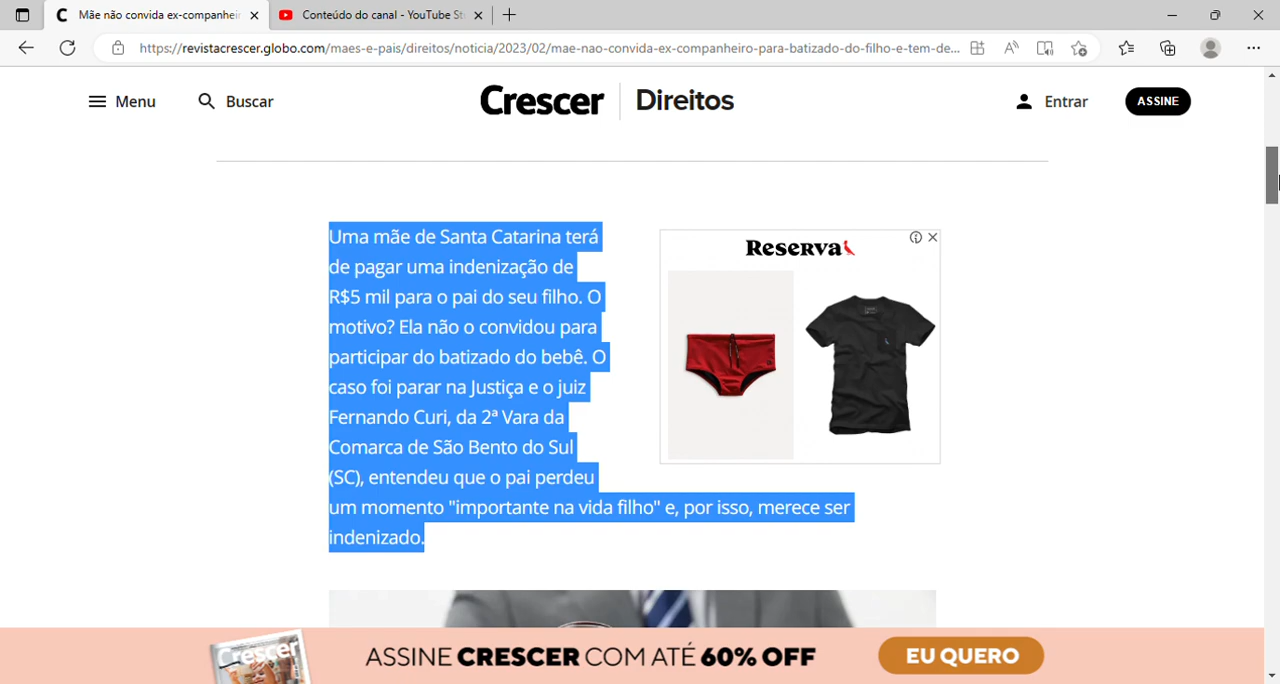 Mãe não convida ex-companhei
Conteúdo do canal - YouTube St
https://revistacrescer.globo.com/maes-e-pais/direitos/noticia/2023/02/mae-nao-convida-ex-companheiro-para-batizado-do-filho-e-tem-de...
Menu
Buscar
Crescer
Direitos
Entrar
ASSINE
Uma mãe de Santa Catarina terá
de pagar uma indenização de
R$5 mil para o pai do seu filho. O
motivo? Ela não o convidou para
participar do batizado do bebê. O
caso foi parar na Justiça e o juiz
Fernando Curi, da 2ª Vara da
Comarca de São Bento do Sul
(SC), entendeu que o pai perdeu
um momento "importante na vida filho" e, por isso, merece ser
indenizado.
Reserva
Crescer
ASSINE CRESCER COM ATÉ 60% OFF
EU QUERO